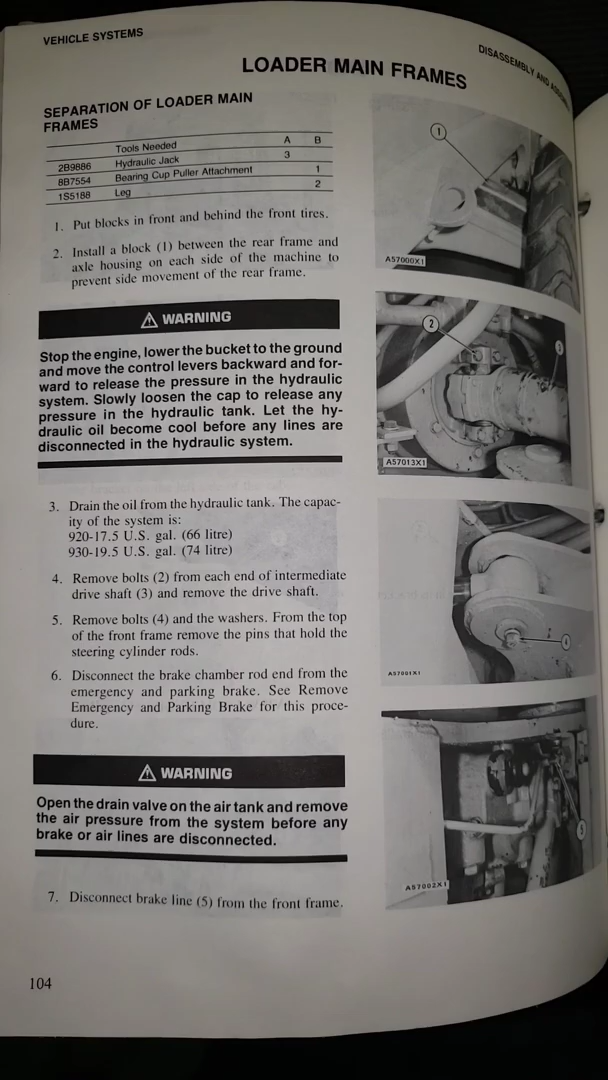 VEHICLE SYSTEMS
DISASSEMBLY AND
LOADER MAIN FRAMES
SEPARATION OF LOADER MAIN
FRAMES
Tools Needed A B
2B9886 Hydraulic Jack 3
8B7554 Bearing Cup Puller Attachment 1
1S5188 Leg 2
1. Put blocks in front and behind the front tires.
2. Install a block (1) between the rear frame and
axle housing on each side of the machine to
prevent side movement of the rear frame.
WARNING
Stop the engine, lower the bucket to the ground
and move the control levers backward and for-
ward to release the pressure in the hydraulic
system. Slowly loosen the cap to release any
pressure in the hydraulic tank. Let the hy-
draulic oil become cool before any lines are
disconnected in the hydraulic system.
3. Drain the oil from the hydraulic tank. The capac-
ity of the system is:
920-17.5 U.S. gal. (66 litre)
930-19.5 U.S. gal. (74 litre)
4. Remove bolts (2) from each end of intermediate
drive shaft (3) and remove the drive shaft.
5. Remove bolts (4) and the washers. From the top
of the front frame remove the pins that hold the
steering cylinder rods.
6. Disconnect the brake chamber rod end from the
emergency and parking brake. See Remove
Emergency and Parking Brake for this proce-
dure.
WARNING
Open the drain valve on the air tank and remove
the air pressure from the system before any
brake or air lines are disconnected.
7. Disconnect brake line (5) from the front frame.
104
1
A57000X1
2
3
A57013X1
4
A57001X1
5
A57002X1